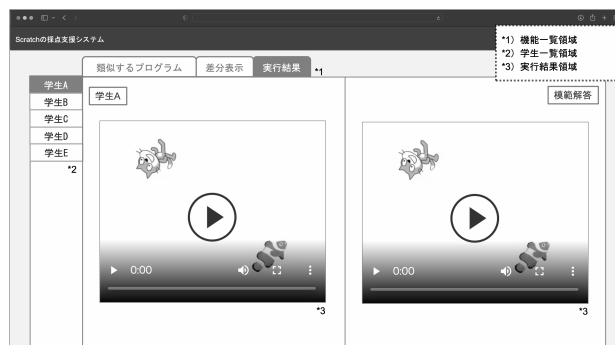 Scratchの採点支援システム
*1) 機能一覧領域
*2) 学生一覧領域
*3) 実行結果領域
類似するプログラム
差分表示
実行結果
*1
学生A
学生B
学生C
学生D
学生E
*2
学生A
0:00
*3
模範解答
0:00
*3